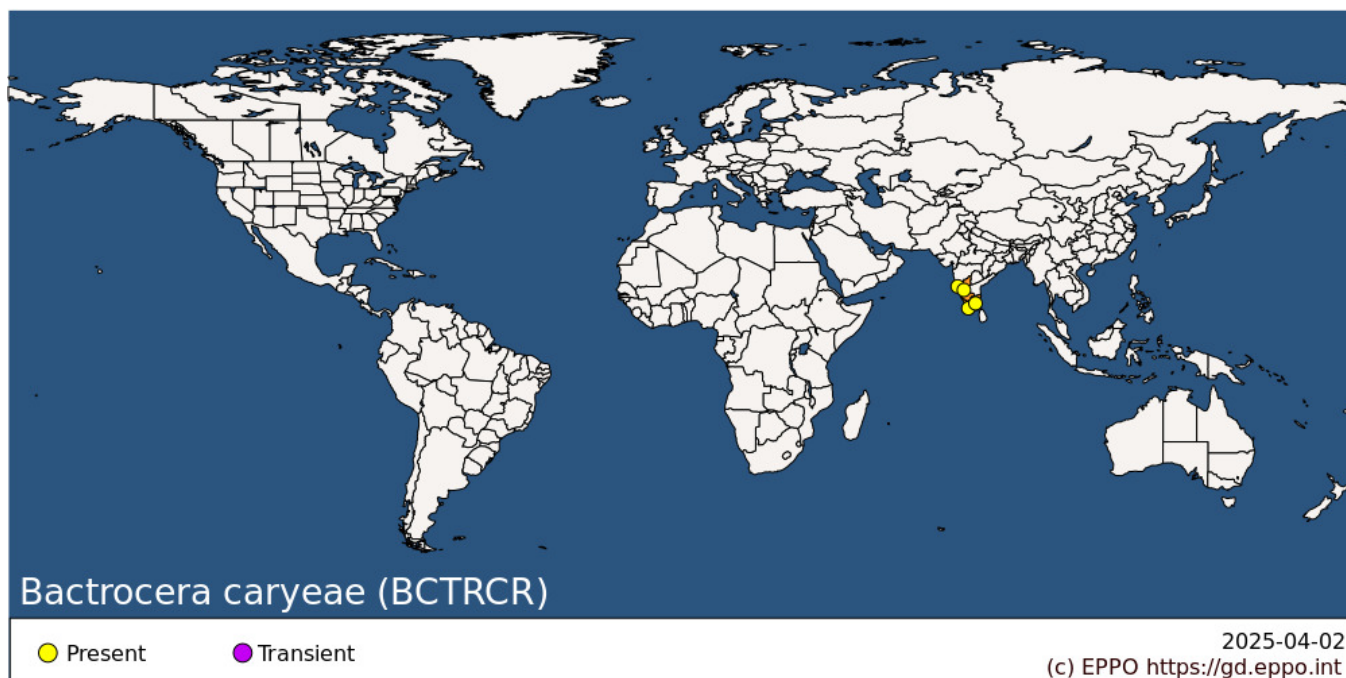 Bactrocera caryeae (BCTRCR)
Present
Transient
2025-04-02
(c) EPPO https://gd.eppo.int